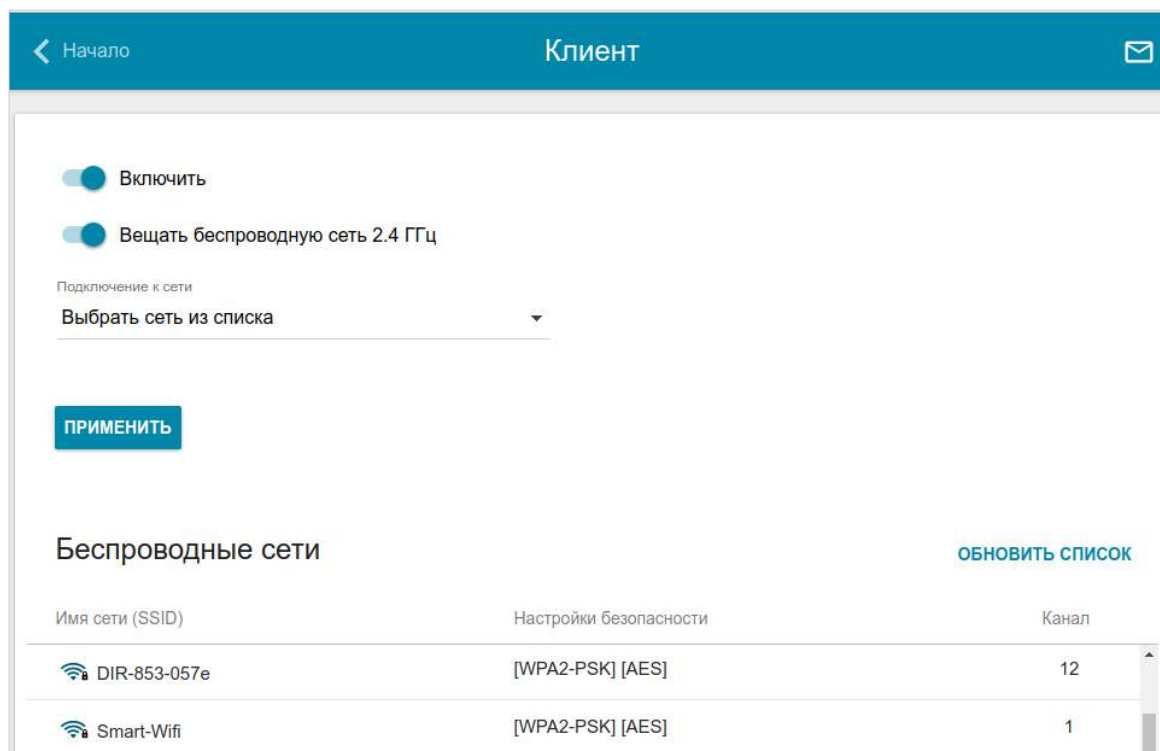 Начало
Клиент
Включить
Вещать беспроводную сеть 2.4 ГГц
Подключение к сети
Выбрать сеть из списка
ПРИМЕНИТЬ
Беспроводные сети
ОБНОВИТЬ СПИСОК
Имя сети (SSID) Настройки безопасности Канал
DIR-853-057e [WPA2-PSK] [AES] 12
Smart-Wifi [WPA2-PSK] [AES] 1